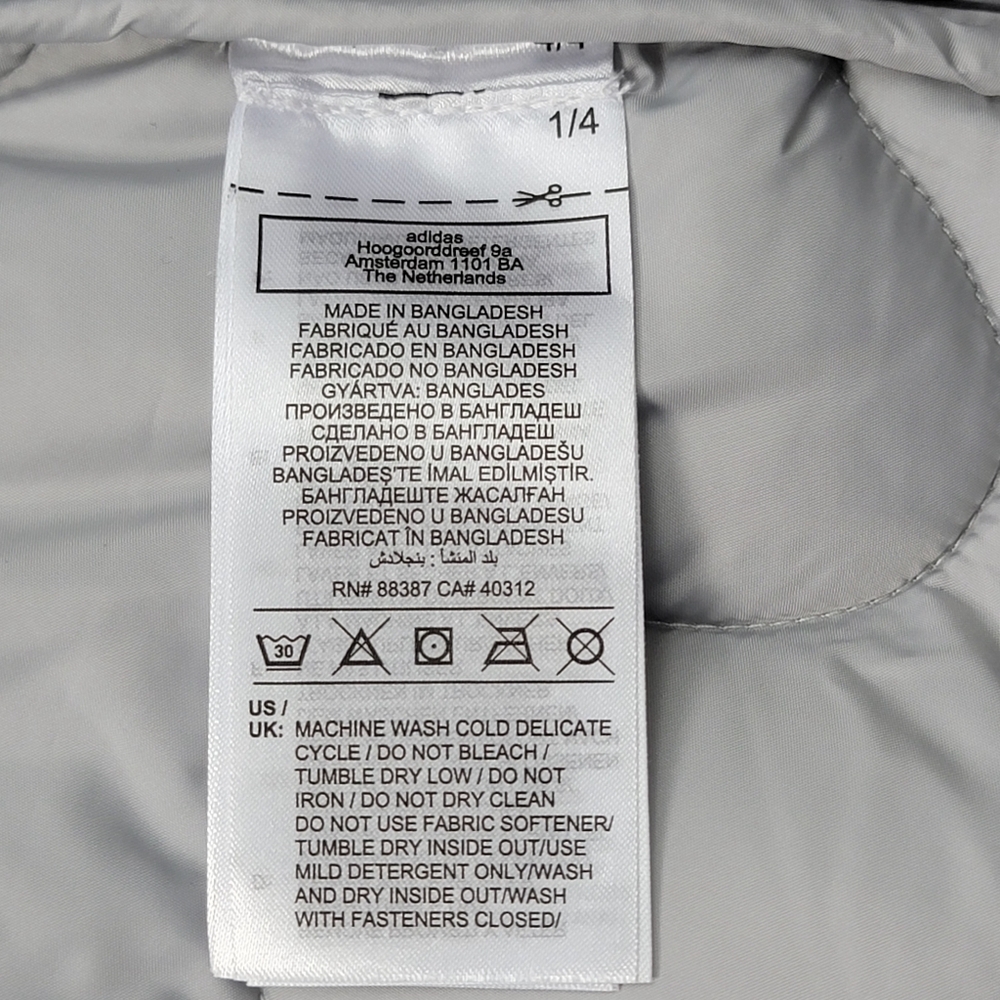 1/4
adidas
Hoogoorddreef 9a
Amsterdam 1101 BA
The Netherlands
MADE IN BANGLADESH
FABRIQUÉ AU BANGLADESH
FABRICADO EN BANGLADESH
FABRICADO NO BANGLADESH
GYÁRTVA: BANGLADES
ПРОИЗВЕДЕНО В БАНГЛАДЕШ
СДЕЛАНО В БАНГЛАДЕШ
PROIZVEDENO U BANGLADEŠU
BANGLADEŞ'TE İMAL EDİLMİŞTİR.
БАНГЛАДЕШТЕ ЖАСАЛҒАН
PROIZVEDENO U BANGLADESU
FABRICAT ÎN BANGLADESH
بلد المنشأ : بنجلادش
RN# 88387 CA# 40312
30
US /
UK: MACHINE WASH COLD DELICATE
CYCLE / DO NOT BLEACH /
TUMBLE DRY LOW / DO NOT
IRON / DO NOT DRY CLEAN
DO NOT USE FABRIC SOFTENER/
TUMBLE DRY INSIDE OUT/USE
MILD DETERGENT ONLY/WASH
AND DRY INSIDE OUT/WASH
WITH FASTENERS CLOSED/